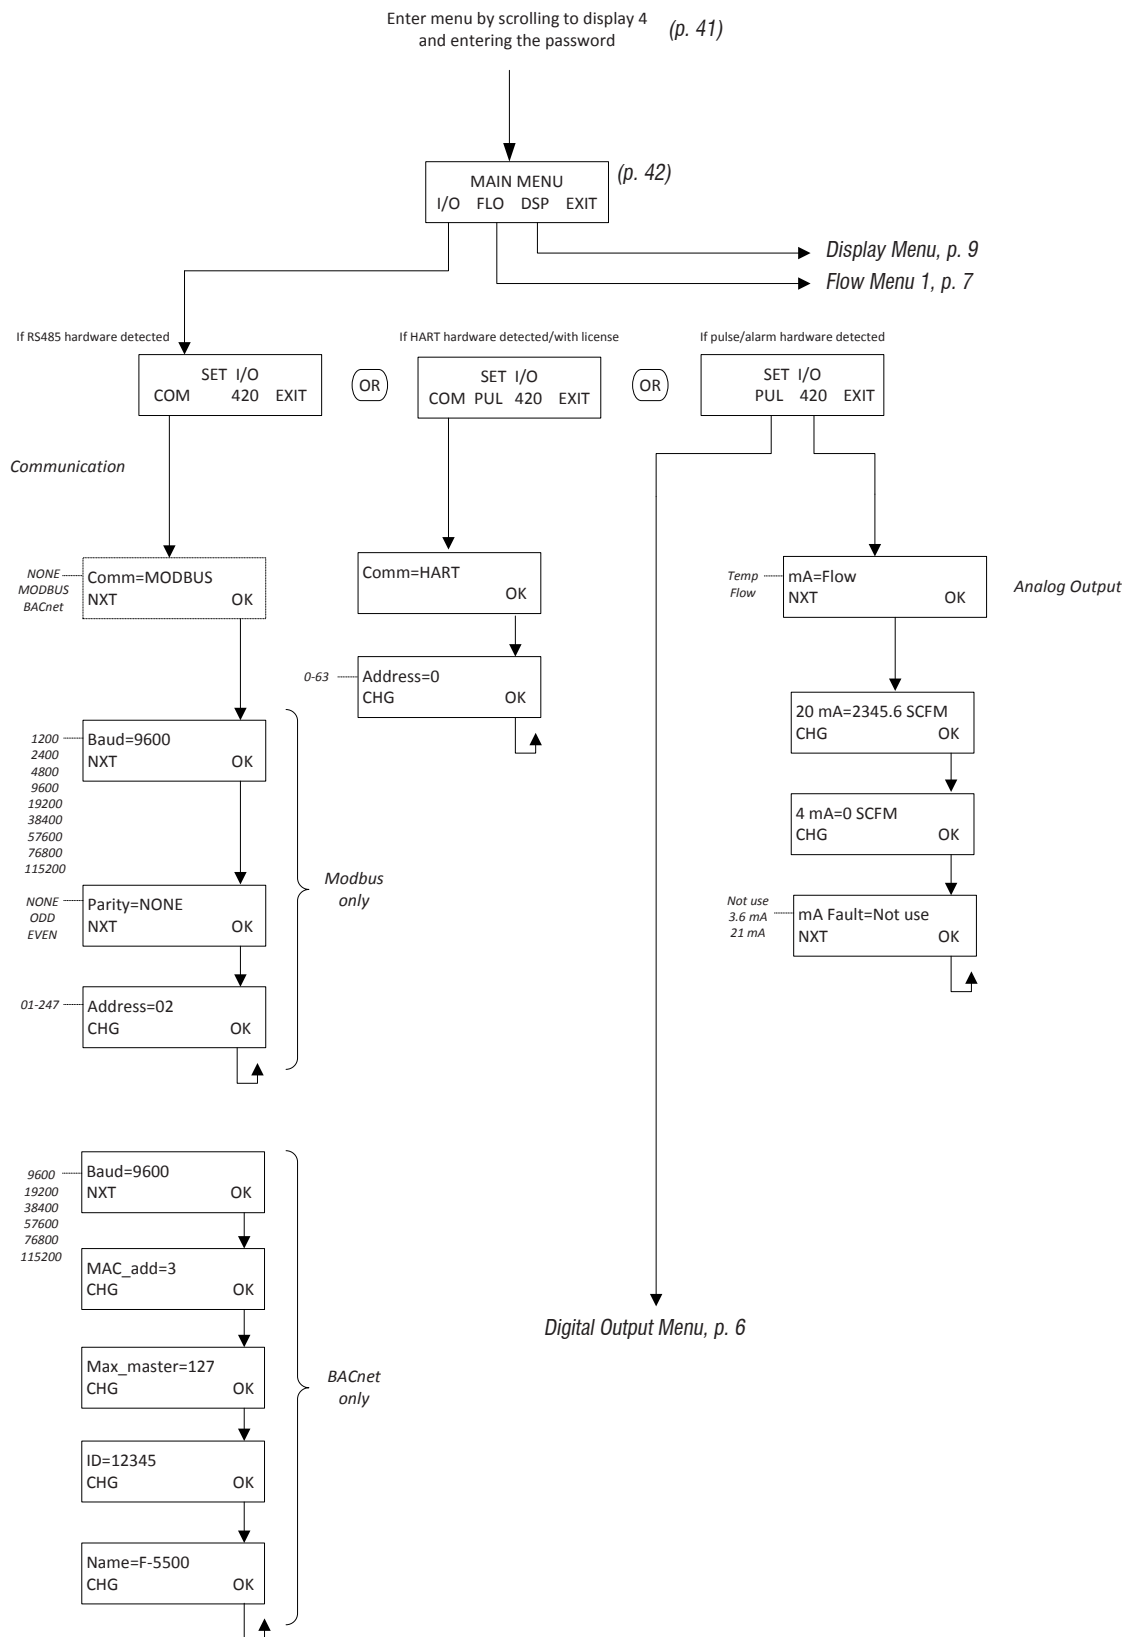 Enter menu by scrolling to display 4
and entering the password
(p. 41)
MAIN MENU
I/O FLO DSP EXIT
(p. 42)
Display Menu, p. 9
Flow Menu 1, p. 7
If RS485 hardware detected
SET I/O
COM 420 EXIT
OR
If HART hardware detected/with license
SET I/O
COM PUL 420 EXIT
OR
If pulse/alarm hardware detected
SET I/O
PUL 420 EXIT
Communication
NONE
MODBUS
BACnet
Comm=MODBUS
NXT OK
1200
2400
4800
9600
19200
38400
57600
76800
115200
Baud=9600
NXT OK
NONE
ODD
EVEN
Parity=NONE
NXT OK
01-247
Address=02
CHG OK
Modbus
only
Comm=HART
OK
0-63
Address=0
CHG OK
Temp
Flow
mA=Flow
NXT OK
Analog Output
20 mA=2345.6 SCFM
CHG OK
4 mA=0 SCFM
CHG OK
Not use
3.6 mA
21 mA
mA Fault=Not use
NXT OK
9600
19200
38400
57600
76800
115200
Baud=9600
NXT OK
MAC_add=3
CHG OK
Max_master=127
CHG OK
ID=12345
CHG OK
Name=F-5500
CHG OK
BACnet
only
Digital Output Menu, p. 6